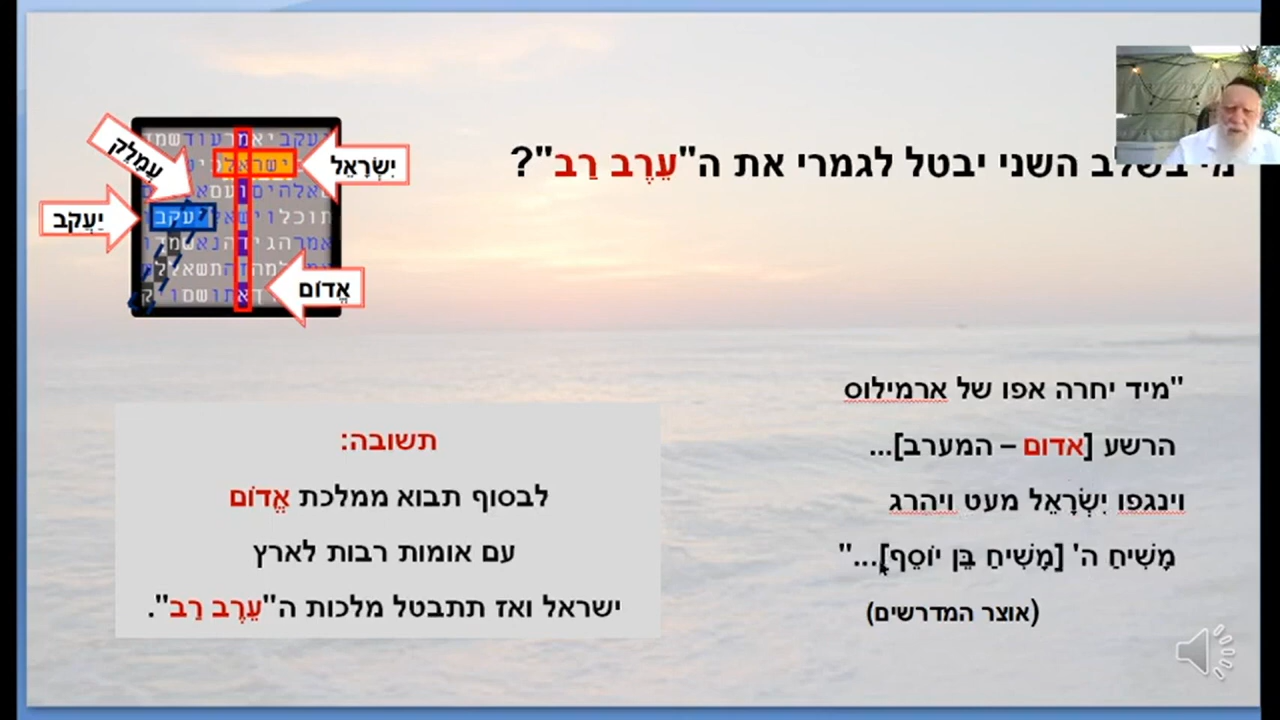 מי בשלב השני יבטל לגמרי את ה"עֵרֶב רַב"?
יִשְׂרָאֵל
עֲמָלֵק
יַעֲקֹב
אֱדוֹם
"מיד יחרה אפו של ארמילוס
הרשע [אדום – המערב]...
וינגפו יִשְׂרָאֵל מעט ויהרג
מָשִׁיחַ ה' [מָשִׁיחַ בֵּן יוֹסֵף]..."
(אוצר המדרשים)
תשובה:
לבסוף תבוא ממלכת אֱדוֹם
עם אומות רבות לארץ
ישראל ואז תתבטל מלכות ה"עֵרֶב רַב".